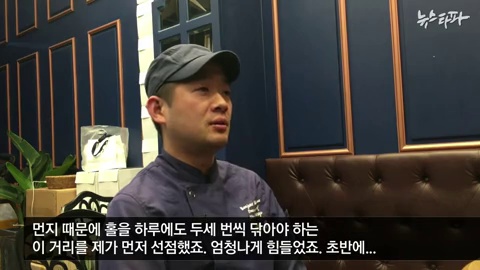 뉴스타파
먼지 때문에 홀을 하루에도 두세 번씩 닦아야 하는
이 거리를 제가 먼저 선점했죠. 엄청나게 힘들었죠. 초반에...